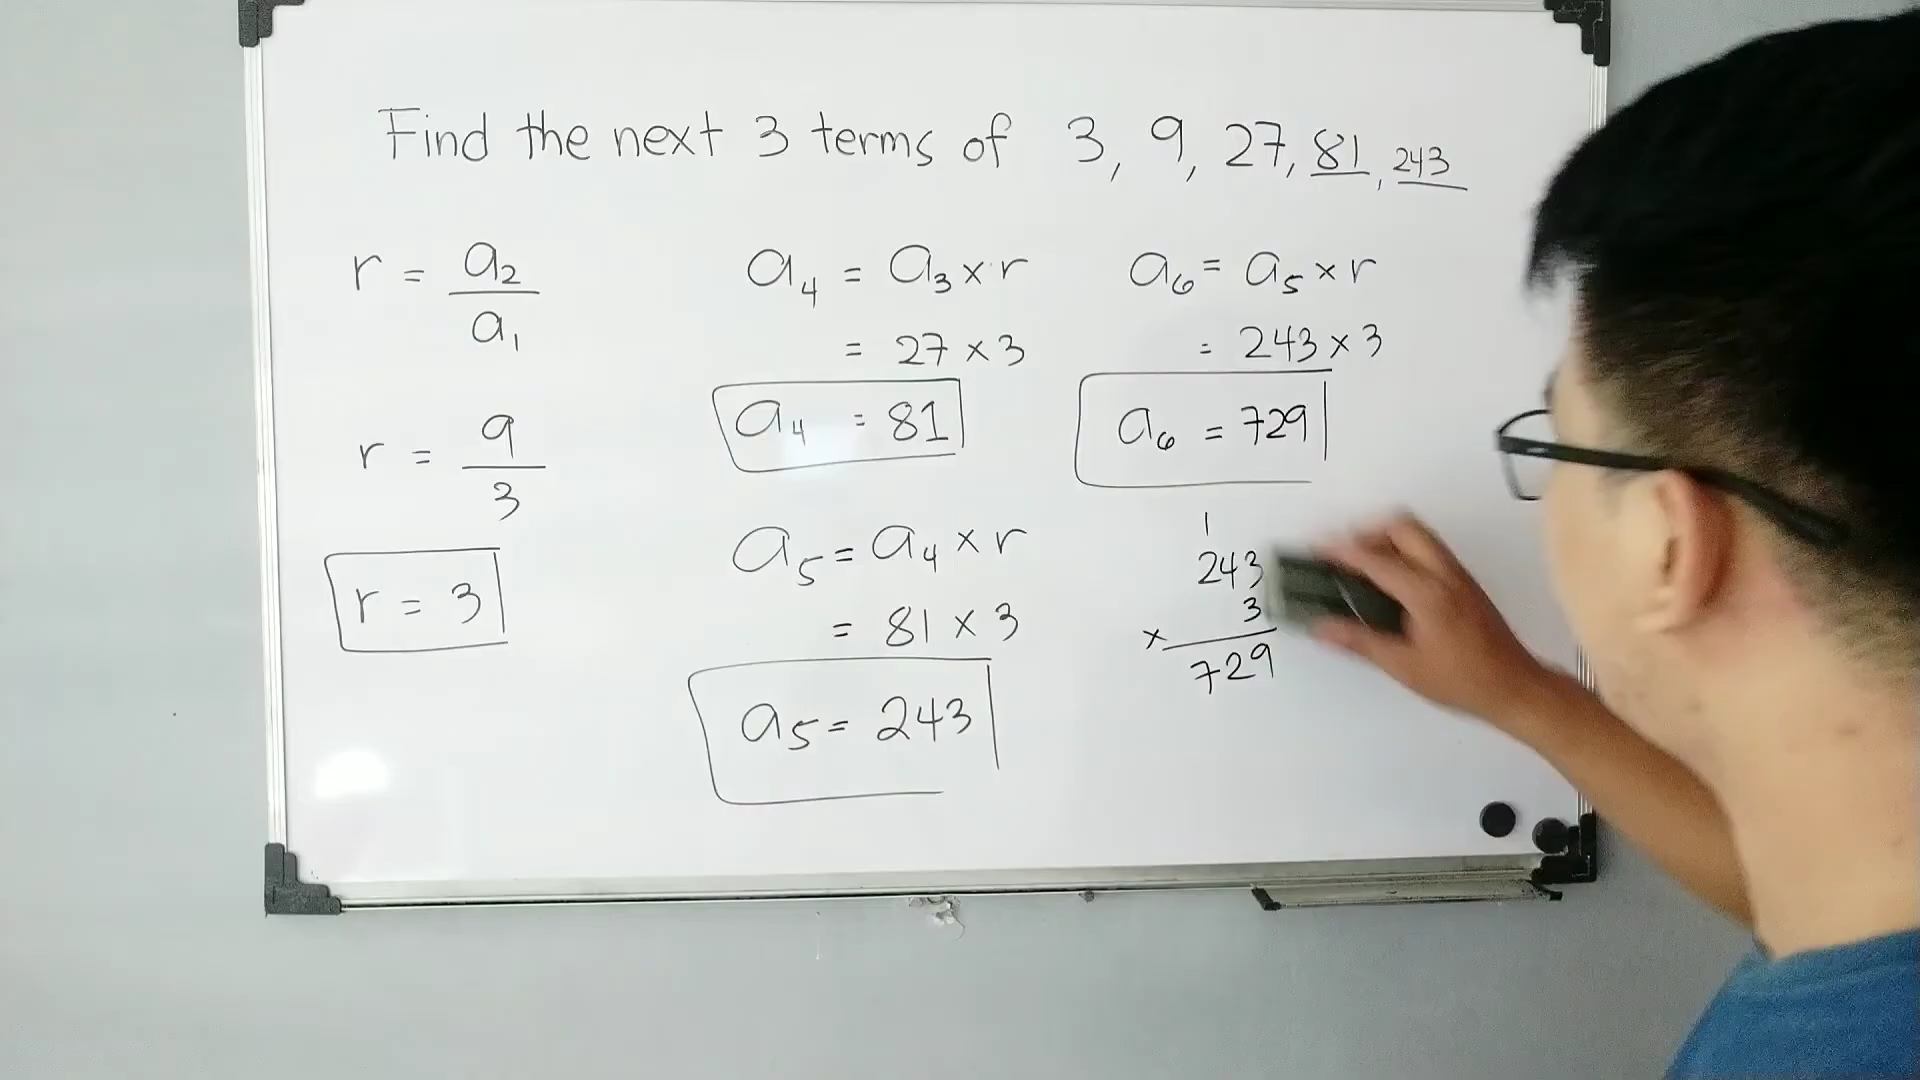 Find the next 3 terms of 3, 9, 27, 81, 243
r = a₂ / a₁
r = 9 / 3
r = 3
a₄ = a₃ × r
= 27 × 3
a₄ = 81
a₅ = a₄ × r
= 81 × 3
a₅ = 243
a₆ = a₅ × r
= 243 × 3
a₆ = 729
1
243
× 3
729